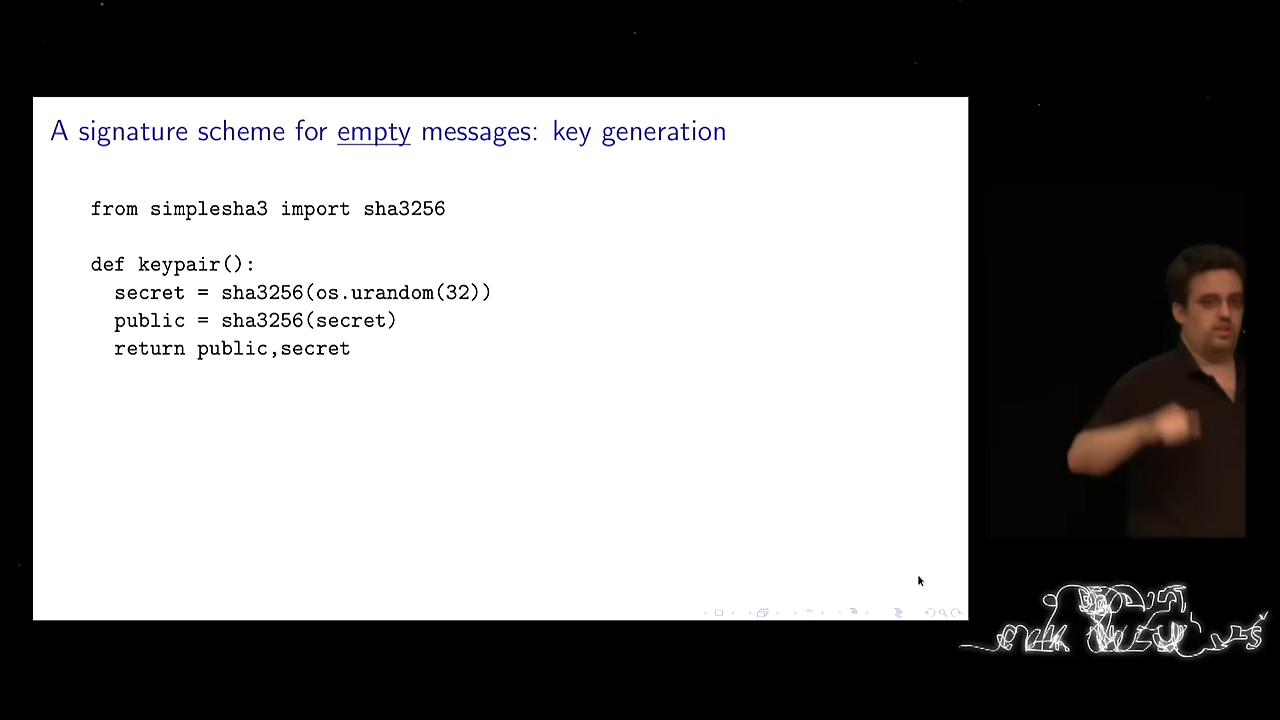 A signature scheme for empty messages: key generation
from simplesha3 import sha3256
def keypair():
secret = sha3256(os.urandom(32))
public = sha3256(secret)
return public,secret